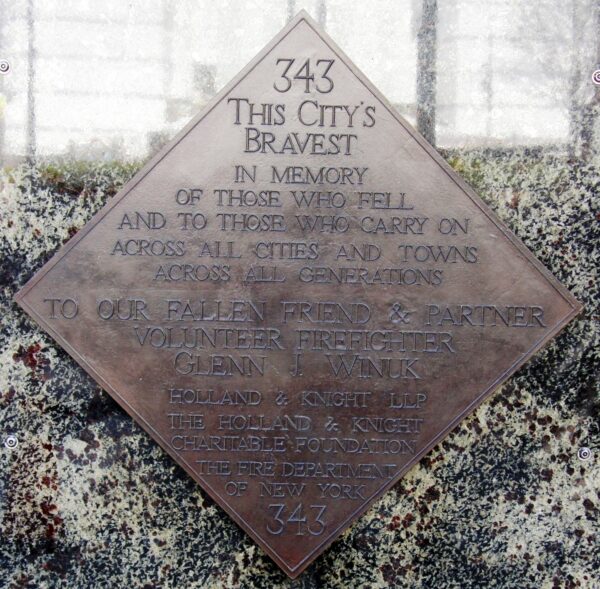 343
THIS CITY'S
BRAVEST
IN MEMORY
OF THOSE WHO FELL
AND TO THOSE WHO CARRY ON
ACROSS ALL CITIES AND TOWNS
ACROSS ALL GENERATIONS
TO OUR FALLEN FRIEND & PARTNER
VOLUNTEER FIREFIGHTER
GLENN J. WINUK
HOLLAND & KNIGHT LLP
THE HOLLAND & KNIGHT
CHARITABLE FOUNDATION
THE FIRE DEPARTMENT
OF NEW YORK
343